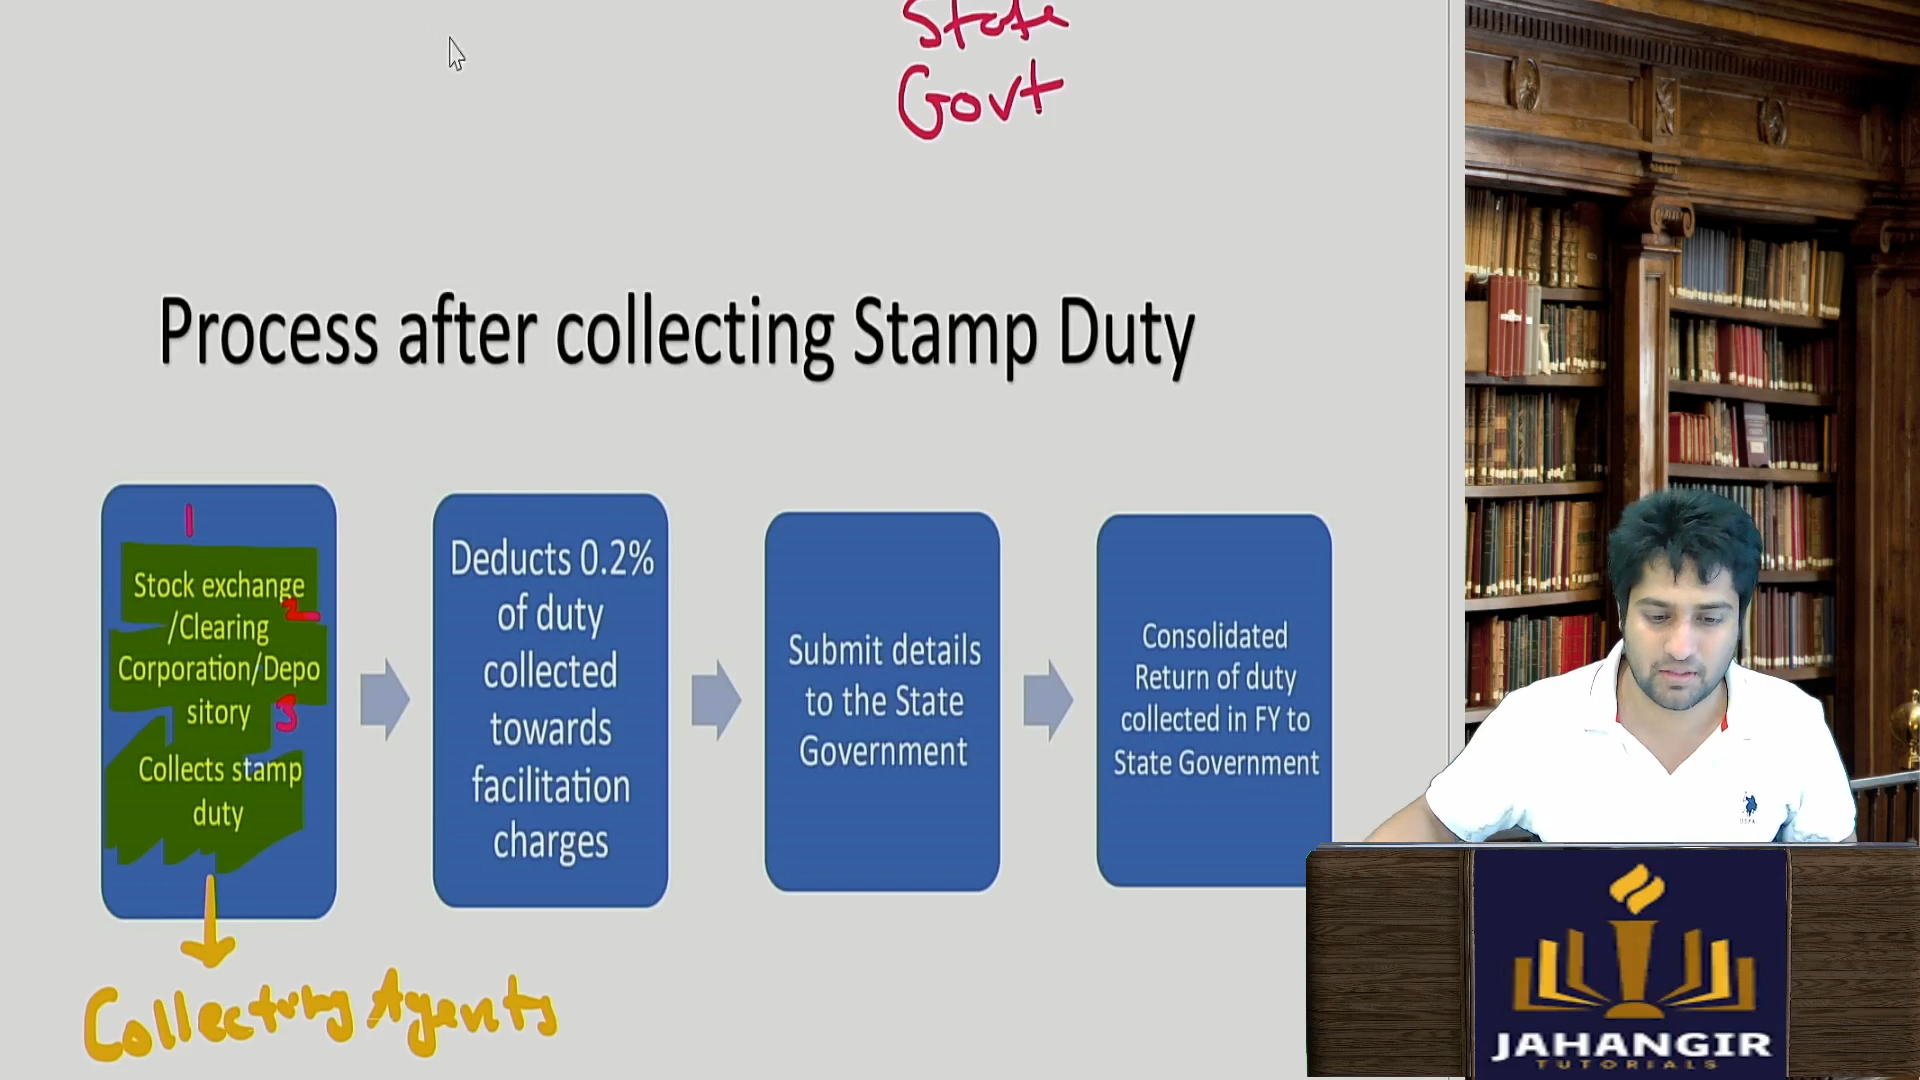 State
Govt
Process after collecting Stamp Duty
1
Stock exchange
2
/Clearing
Corporation/Depo
sitory 3
Collects stamp
duty
Deducts 0.2%
of duty
collected
towards
facilitation
charges
Submit details
to the State
Government
Consolidated
Return of duty
collected in FY to
State Government
Collecting Agents
USPA
JAHANGIR
TUTORIALS